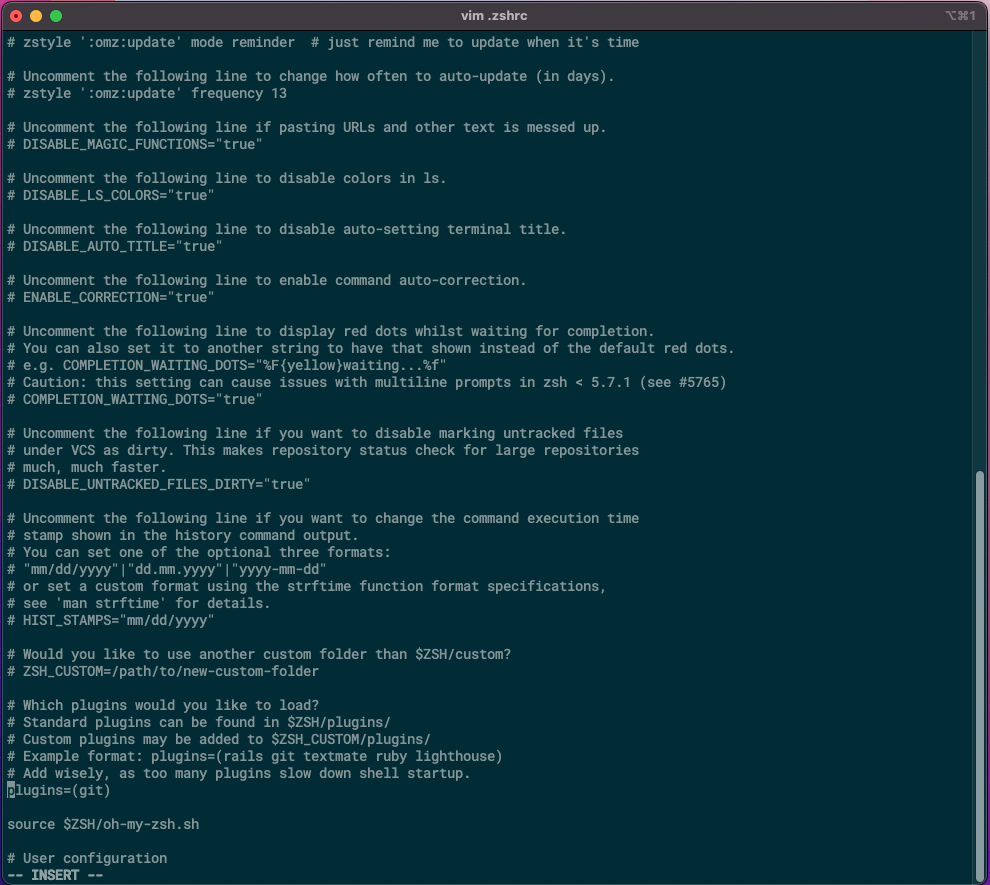 vim .zshrc
⌥⌘1
# zstyle ':omz:update' mode reminder  # just remind me to update when it's time
# Uncomment the following line to change how often to auto-update (in days).
# zstyle ':omz:update' frequency 13
# Uncomment the following line if pasting URLs and other text is messed up.
# DISABLE_MAGIC_FUNCTIONS="true"
# Uncomment the following line to disable colors in ls.
# DISABLE_LS_COLORS="true"
# Uncomment the following line to disable auto-setting terminal title.
# DISABLE_AUTO_TITLE="true"
# Uncomment the following line to enable command auto-correction.
# ENABLE_CORRECTION="true"
# Uncomment the following line to display red dots whilst waiting for completion.
# You can also set it to another string to have that shown instead of the default red dots.
# e.g. COMPLETION_WAITING_DOTS="%F{yellow}waiting...%f"
# Caution: this setting can cause issues with multiline prompts in zsh < 5.7.1 (see #5765)
# COMPLETION_WAITING_DOTS="true"
# Uncomment the following line if you want to disable marking untracked files
# under VCS as dirty. This makes repository status check for large repositories
# much, much faster.
# DISABLE_UNTRACKED_FILES_DIRTY="true"
# Uncomment the following line if you want to change the command execution time
# stamp shown in the history command output.
# You can set one of the optional three formats:
# "mm/dd/yyyy"|"dd.mm.yyyy"|"yyyy-mm-dd"
# or set a custom format using the strftime function format specifications,
# see 'man strftime' for details.
# HIST_STAMPS="mm/dd/yyyy"
# Would you like to use another custom folder than $ZSH/custom?
# ZSH_CUSTOM=/path/to/new-custom-folder
# Which plugins would you like to load?
# Standard plugins can be found in $ZSH/plugins/
# Custom plugins may be added to $ZSH_CUSTOM/plugins/
# Example format: plugins=(rails git textmate ruby lighthouse)
# Add wisely, as too many plugins slow down shell startup.
plugins=(git)
source $ZSH/oh-my-zsh.sh
# User configuration
-- INSERT --